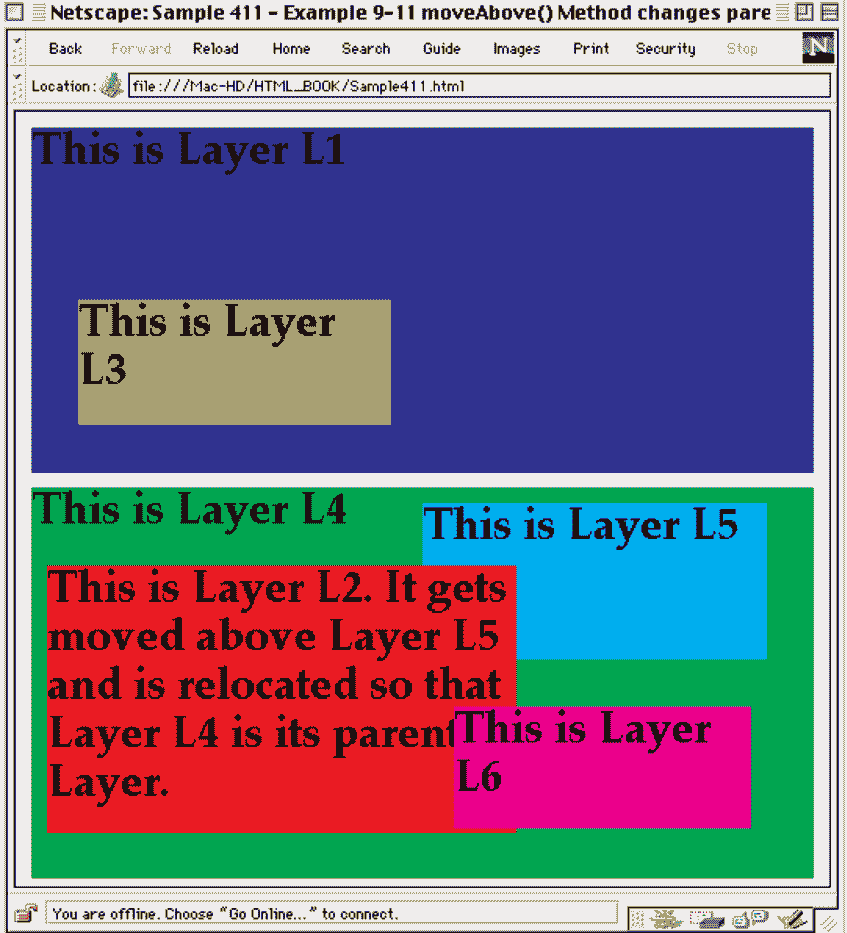 Netscape: Sample 411 - Example 9-11 moveAbove() Method changes pare
Back Forward Reload Home Search Guide Images Print Security Stop
N
Location: file:///Mac-HD/HTML_BOOK/Sample411.html
This is Layer L1
This is Layer
L3
This is Layer L4
This is Layer L5
This is Layer L2. It gets
moved above Layer L5
and is relocated so that
Layer L4 is its parent
Layer.
This is Layer
L6
You are offline. Choose "Go Online..." to connect.